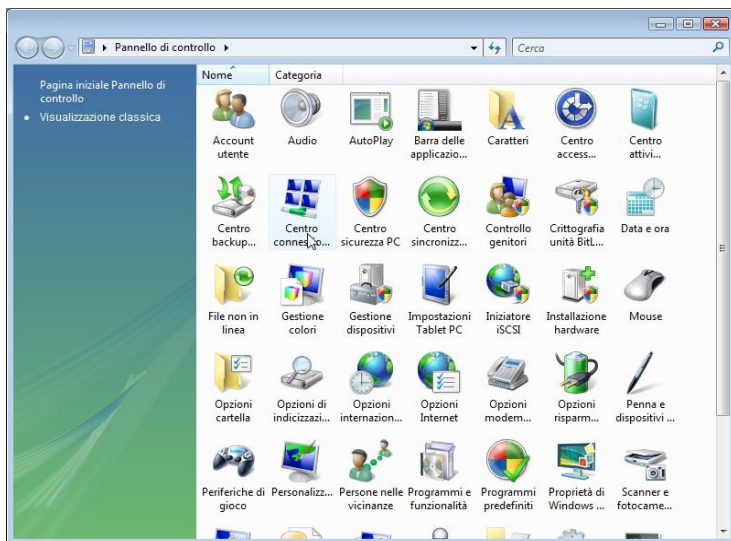 Pannello di controllo
Cerca
Pagina iniziale Pannello di
controllo
Visualizzazione classica
Nome Categoria
Account
utente
Audio
AutoPlay
Barra delle
applicazio...
Caratteri
Centro
access...
Centro
attivi...
Centro
backup...
Centro
Centro
sicurezza PC
Centro
sincronizz...
Controllo
genitori
Crittografia
unità BitL...
Data e ora
File non in
linea
Gestione
colori
Gestione
dispositivi
Impostazioni
Tablet PC
Iniziatore
iSCSI
Installazione
hardware
Mouse
Opzioni
cartella
Opzioni di
indicizzazi...
Opzioni
internazion...
Opzioni
Internet
Opzioni
modem...
Opzioni
risparm...
Penna e
dispositivi ...
Periferiche di
gioco
Personalizz...
Persone nelle
vicinanze
Programmi e
funzionalità
Programmi
predefiniti
Proprietà di
Windows ...
Scanner e
fotocame...